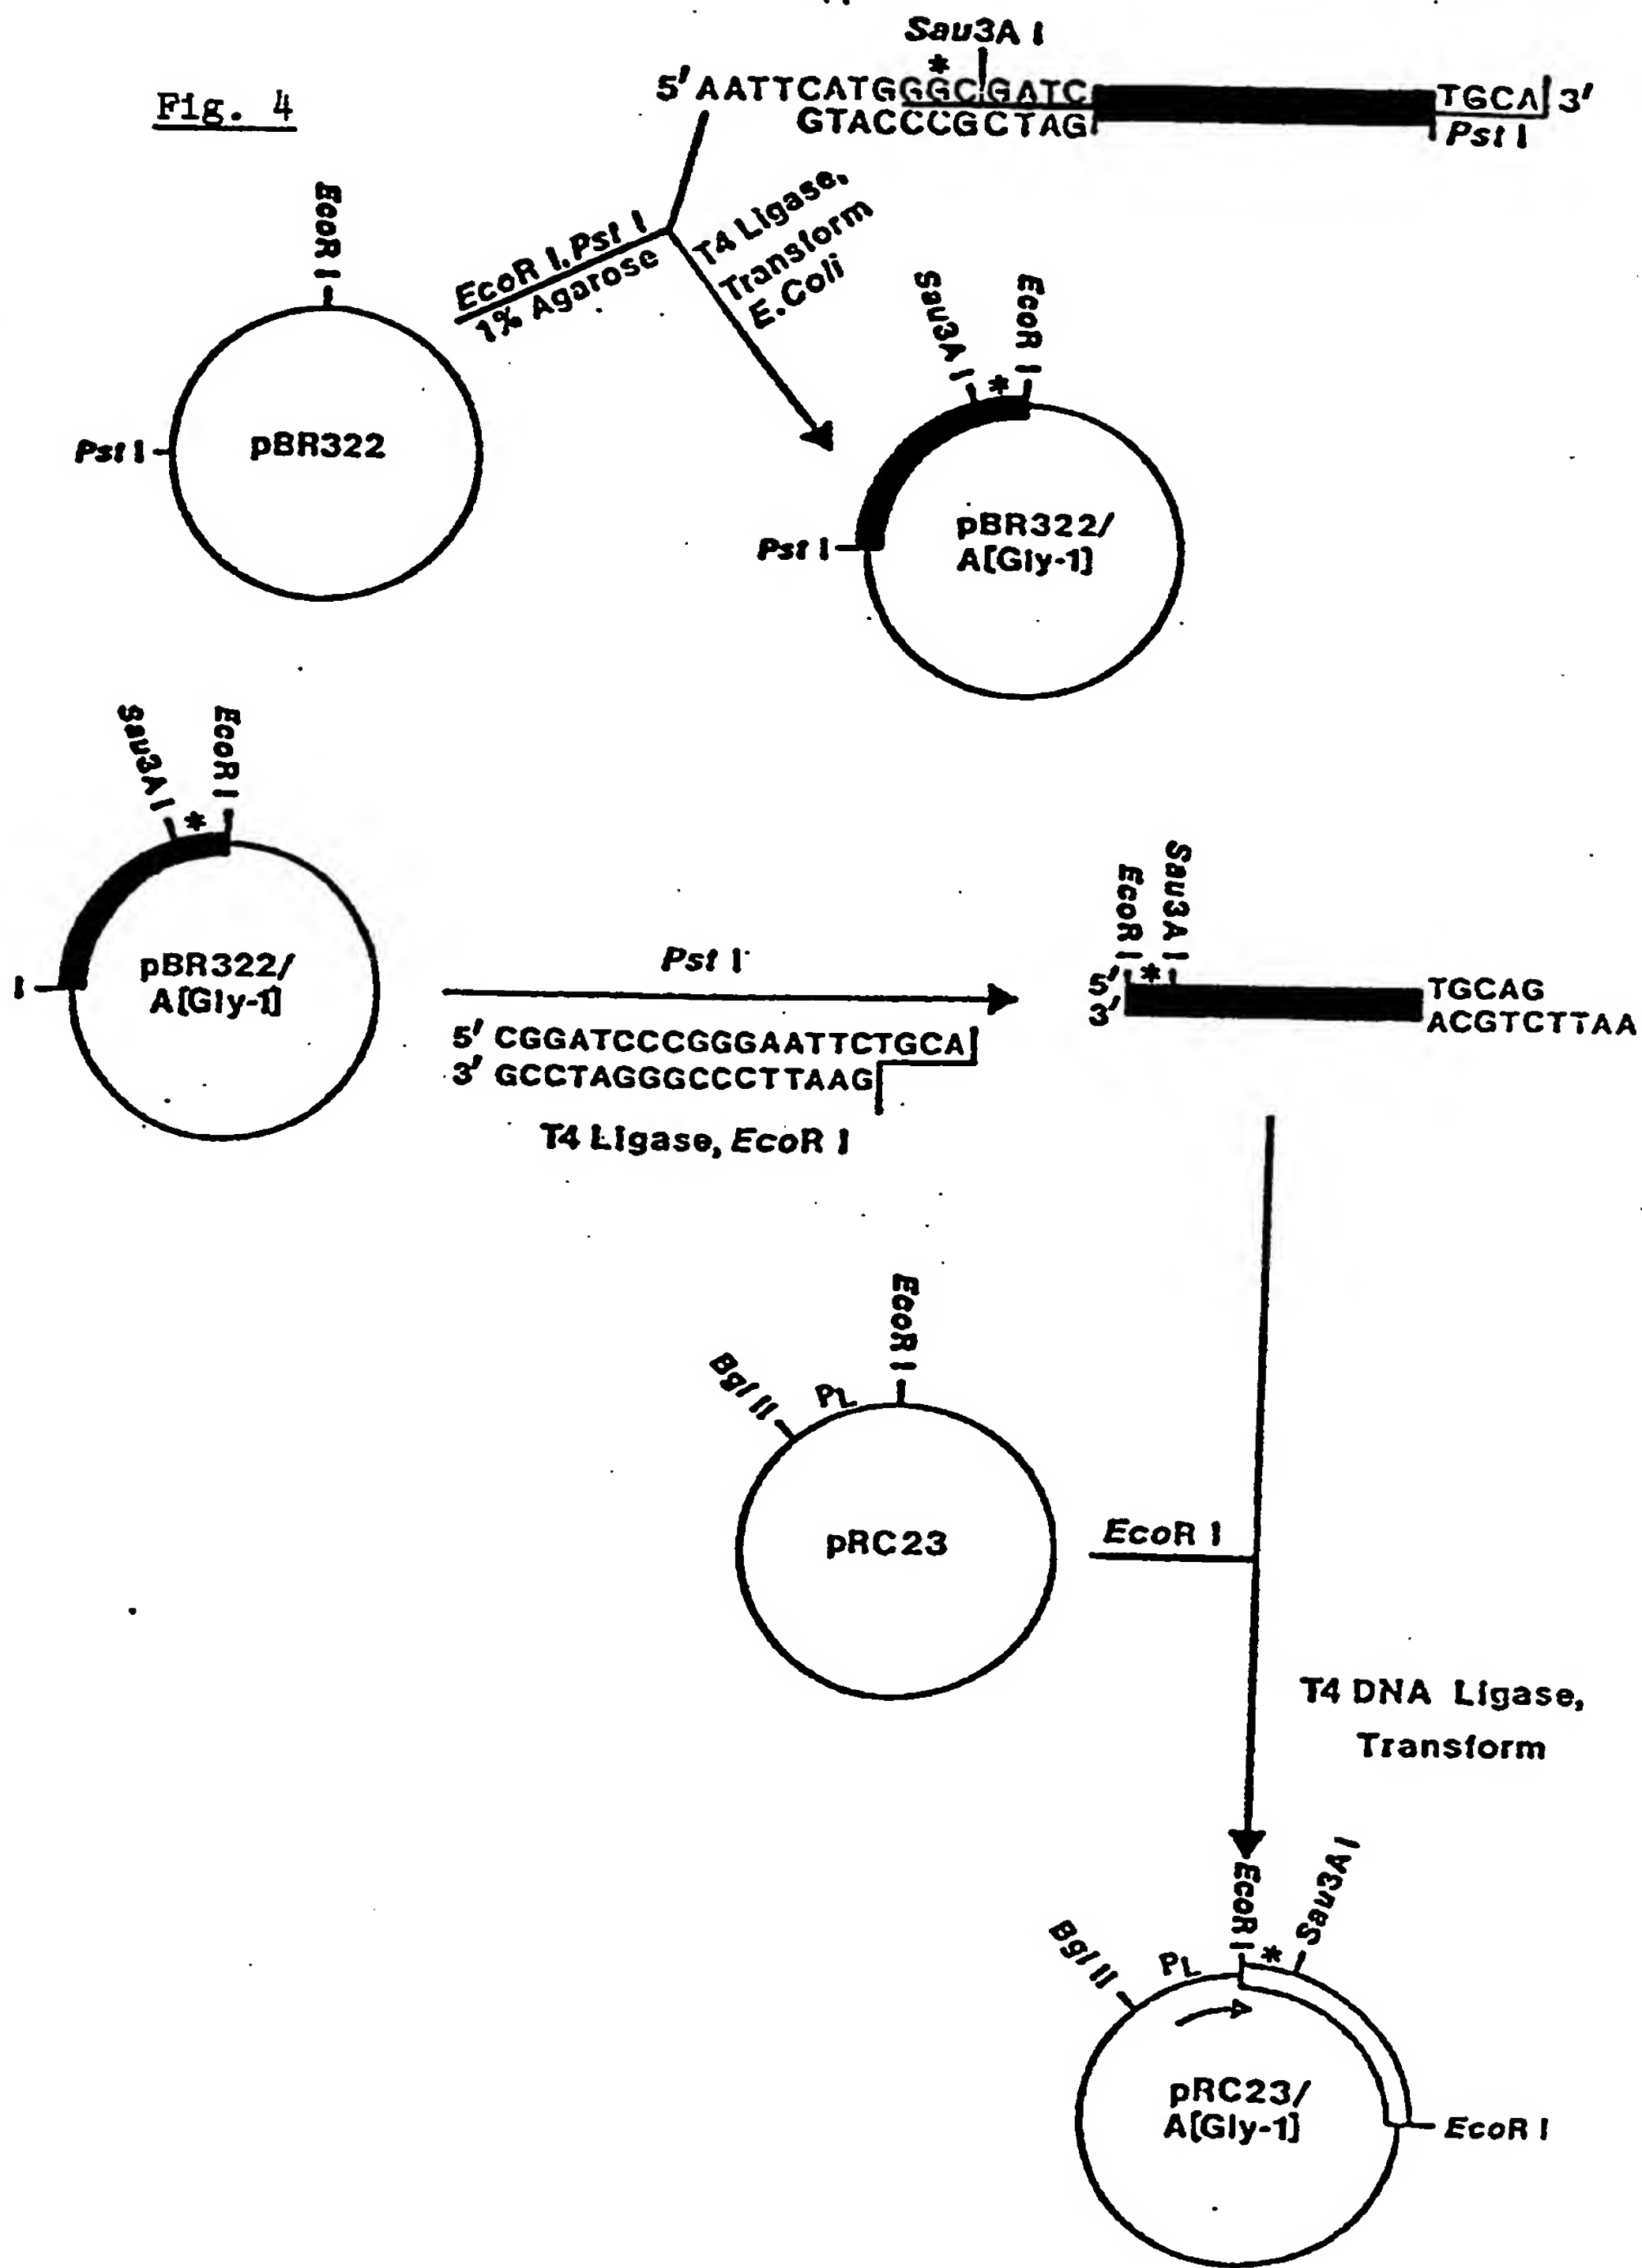 Fig. 4
Sau3A I
*
5' AATTCATGGGCGATC
GTACCCGCTAG
TGCA 3'
Pst I
EcoR I
EcoR I, Pst I
1% Agarose
T4 Ligase,
Transform
E. Coli
Pst I
pBR322
Sau3A I
*
EcoR I
Pst I
pBR322/
A[Gly-1]
Sau3A I
*
EcoR I
I
pBR322/
A[Gly-1]
Pst I
5' CGGATCCCGGGAATTCTGCA
3' GCCTAGGGCCCTTAAG
T4 Ligase, EcoR I
EcoR I
Sau3A I
5' *
3'
TGCAG
ACGTCTTAA
Bgl II
PL
EcoR I
pRC23
EcoR I
T4 DNA Ligase,
Transform
Bgl II
PL
EcoR I
*
Sau3A I
pRC23/
A[Gly-1]
EcoR I